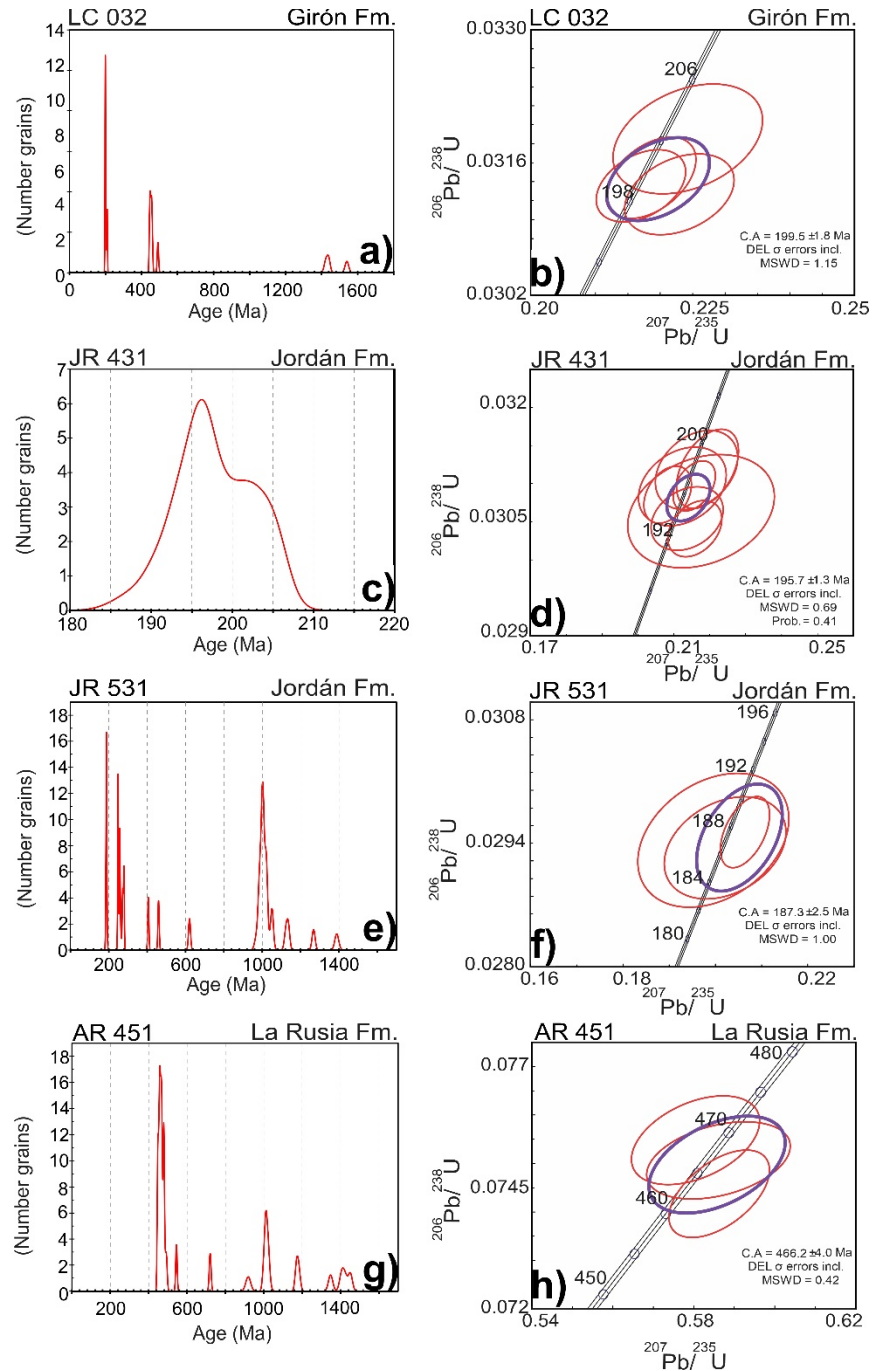 LC 032 Girón Fm.
(Number grains)
14
12
10
8
6
4
2
0
0 400 800 1200 1600
Age (Ma)
a)
LC 032 Girón Fm.
206Pb/238U
0.0330
0.0316
0.0302
206
198
C.A = 199.5 ±1.8 Ma
DEL σ errors incl.
MSWD = 1.15
b)
0.20 0.225 0.25
207Pb/235U
JR 431 Jordán Fm.
(Number grains)
7
6
5
4
3
2
1
0
180 190 200 210 220
Age (Ma)
c)
JR 431 Jordán Fm.
206Pb/238U
0.032
0.0305
0.029
200
192
C.A = 195.7 ±1.3 Ma
DEL σ errors incl.
MSWD = 0.69
Prob. = 0.41
d)
0.17 0.21 0.25
207Pb/235U
JR 531 Jordán Fm.
(Number grains)
18
16
14
12
10
8
6
4
2
0
200 600 1000 1400
Age (Ma)
e)
JR 531 Jordán Fm.
206Pb/238U
0.0308
0.0294
0.0280
196
192
188
184
180
C.A = 187.3 ±2.5 Ma
DEL σ errors incl.
MSWD = 1.00
f)
0.16 0.18 0.20 0.22
207Pb/235U
AR 451 La Rusia Fm.
(Number grains)
18
16
14
12
10
8
6
4
2
0
200 600 1000 1400
Age (Ma)
g)
AR 451 La Rusia Fm.
206Pb/238U
0.077
0.0745
0.072
480
470
460
450
C.A = 466.2 ±4.0 Ma
DEL σ errors incl.
MSWD = 0.42
h)
0.54 0.58 0.62
207Pb/235U